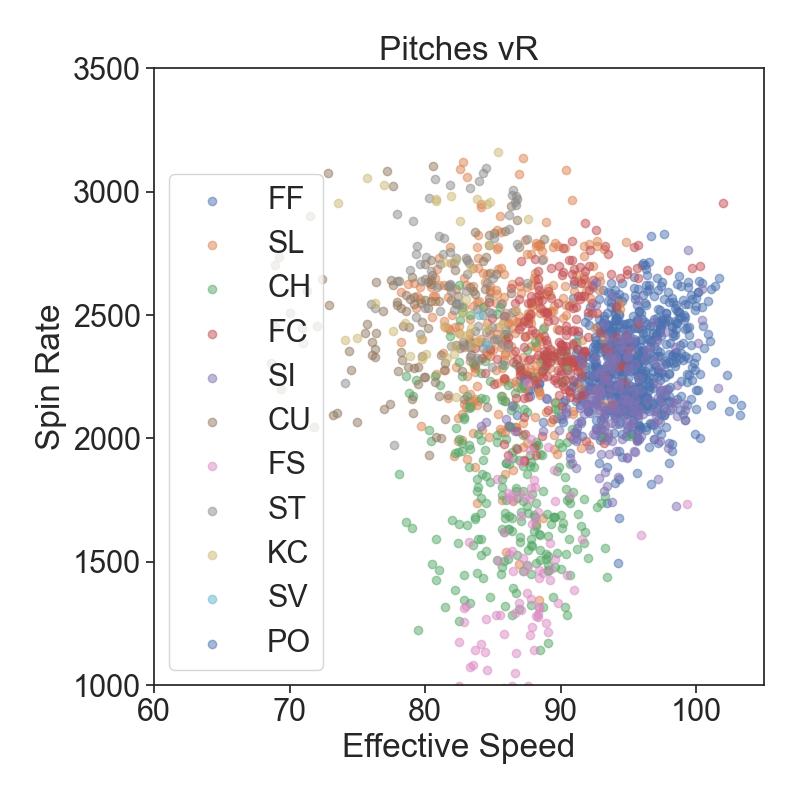 Pitches vR
3500
3000
2500
2000
1500
1000
Spin Rate
FF
SL
CH
FC
SI
CU
FS
ST
KC
SV
PO
60 70 80 90 100
Effective Speed